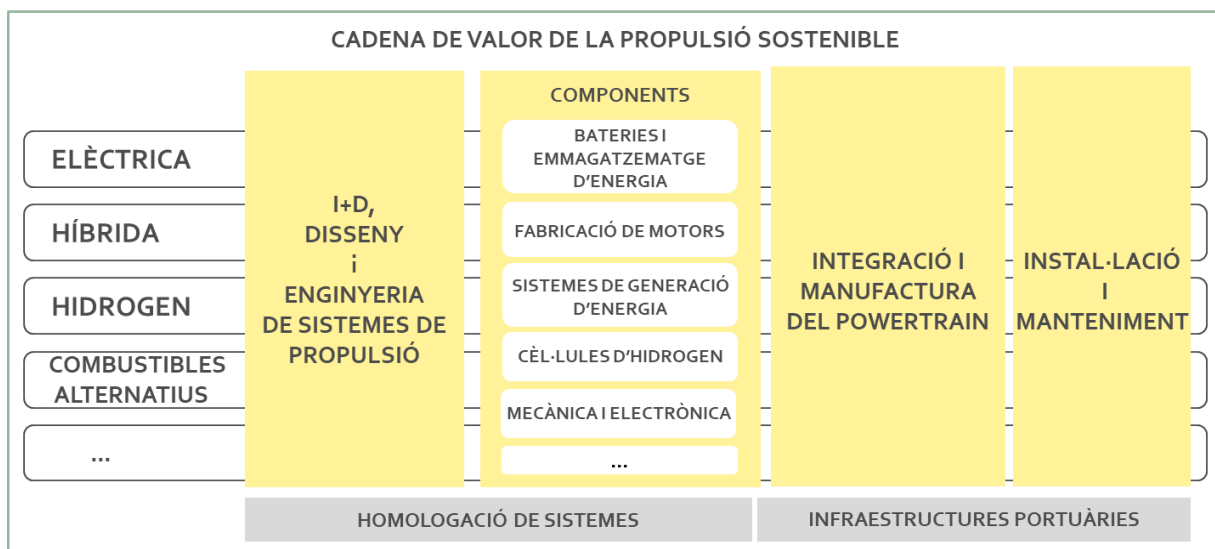 CADENA DE VALOR DE LA PROPULSIÓ SOSTENIBLE
ELÈCTRICA
HÍBRIDA
HIDROGEN
COMBUSTIBLES
ALTERNATIUS
...
I+D,
DISSENY
i
ENGINYERIA
DE SISTEMES DE
PROPULSIÓ
COMPONENTS
BATERIES I
EMMAGATZEMATGE
D'ENERGIA
FABRICACIÓ DE MOTORS
SISTEMES DE GENERACIÓ
D'ENERGIA
CÈL·LULES D'HIDROGEN
MECÀNICA I ELECTRÒNICA
...
INTEGRACIÓ I
MANUFACTURA
DEL POWERTRAIN
INSTAL·LACIÓ
I
MANTENIMENT
HOMOLOGACIÓ DE SISTEMES
INFRAESTRUCTURES PORTUÀRIES